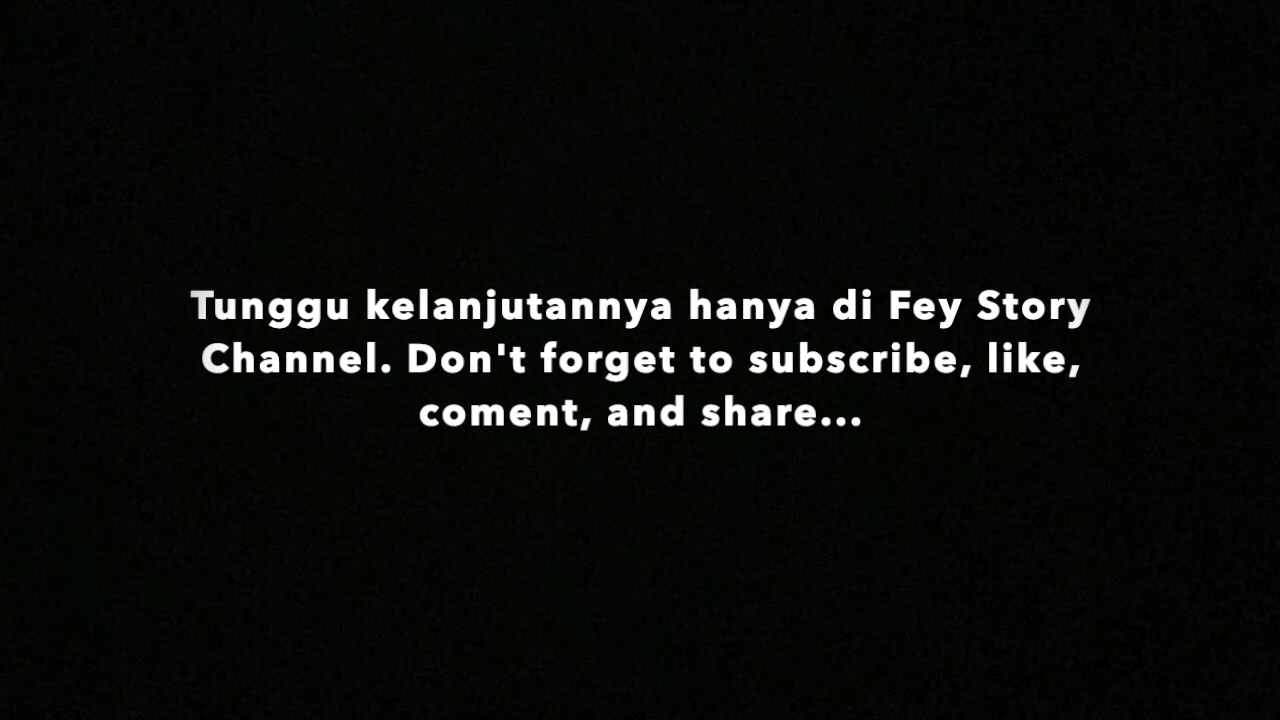 Tunggu kelanjutannya hanya di Fey Story
Channel. Don't forget to subscribe, like,
coment, and share...